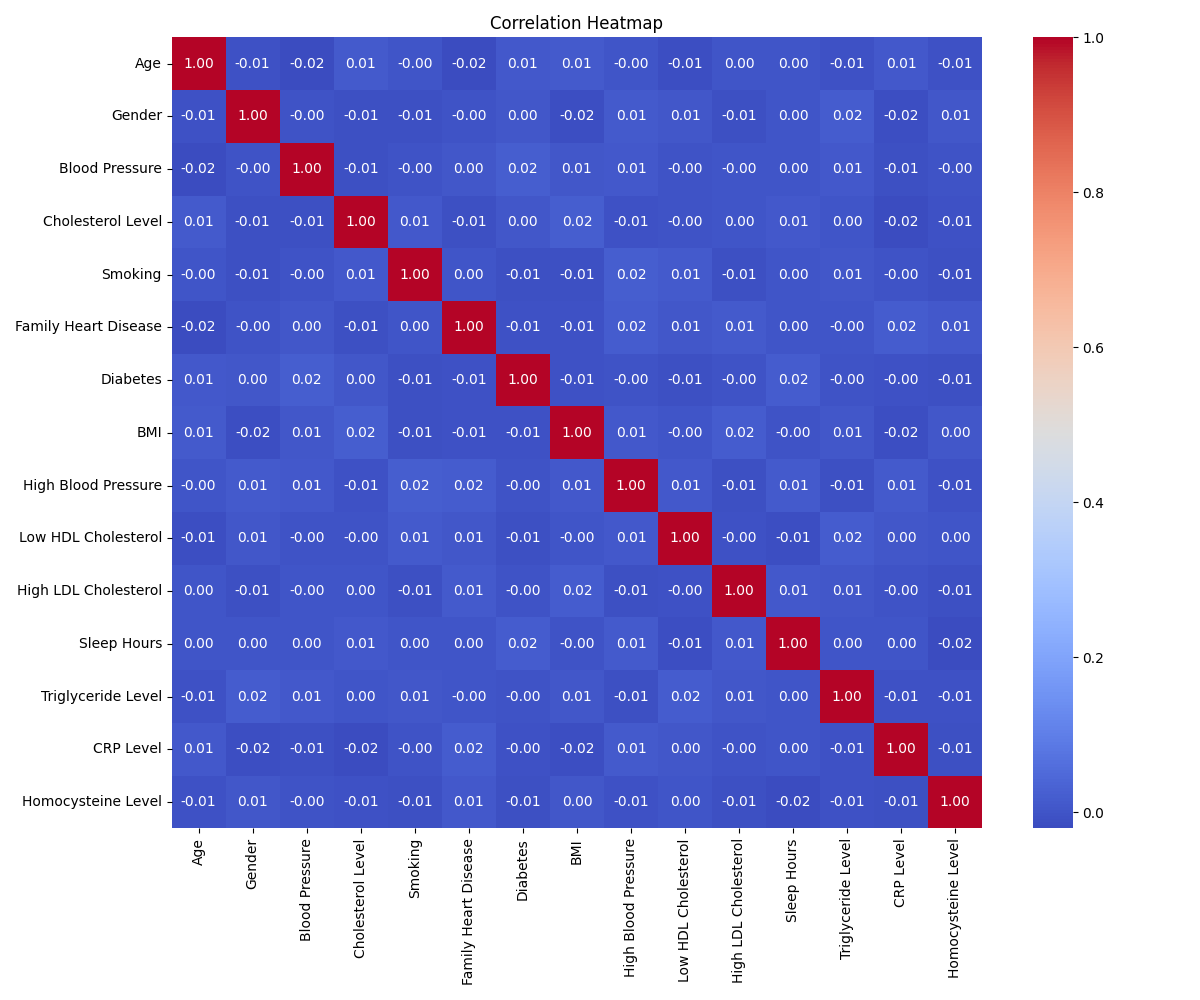 Correlation Heatmap
Age 1.00 -0.01 -0.02 0.01 -0.00 -0.02 0.01 0.01 -0.00 -0.01 0.00 0.00 -0.01 0.01 -0.01
Gender -0.01 1.00 -0.00 -0.01 -0.01 -0.00 0.00 -0.02 0.01 0.01 -0.01 0.00 0.02 -0.02 0.01
Blood Pressure -0.02 -0.00 1.00 -0.01 -0.00 0.00 0.02 0.01 0.01 -0.00 -0.00 0.00 0.01 -0.01 -0.00
Cholesterol Level 0.01 -0.01 -0.01 1.00 0.01 -0.01 0.00 0.02 -0.01 -0.00 0.00 0.01 0.00 -0.02 -0.01
Smoking -0.00 -0.01 -0.00 0.01 1.00 0.00 -0.01 -0.01 0.02 0.01 -0.01 0.00 0.01 -0.00 -0.01
Family Heart Disease -0.02 -0.00 0.00 -0.01 0.00 1.00 -0.01 -0.01 0.02 0.01 0.01 0.00 -0.00 0.02 0.01
Diabetes 0.01 0.00 0.02 0.00 -0.01 -0.01 1.00 -0.01 -0.00 -0.01 -0.00 0.02 -0.00 -0.00 -0.01
BMI 0.01 -0.02 0.01 0.02 -0.01 -0.01 -0.01 1.00 0.01 -0.00 0.02 -0.00 0.01 -0.02 0.00
High Blood Pressure -0.00 0.01 0.01 -0.01 0.02 0.02 -0.00 0.01 1.00 0.01 -0.01 0.01 -0.01 0.01 -0.01
Low HDL Cholesterol -0.01 0.01 -0.00 -0.00 0.01 0.01 -0.01 -0.00 0.01 1.00 -0.00 -0.01 0.02 0.00 0.00
High LDL Cholesterol 0.00 -0.01 -0.00 0.00 -0.01 0.01 -0.00 0.02 -0.01 -0.00 1.00 0.01 0.01 -0.00 -0.01
Sleep Hours 0.00 0.00 0.00 0.01 0.00 0.00 0.02 -0.00 0.01 -0.01 0.01 1.00 0.00 0.00 -0.02
Triglyceride Level -0.01 0.02 0.01 0.00 0.01 -0.00 -0.00 0.01 -0.01 0.02 0.01 0.00 1.00 -0.01 -0.01
CRP Level 0.01 -0.02 -0.01 -0.02 -0.00 0.02 -0.00 -0.02 0.01 0.00 -0.00 0.00 -0.01 1.00 -0.01
Homocysteine Level -0.01 0.01 -0.00 -0.01 -0.01 0.01 -0.01 0.00 -0.01 0.00 -0.01 -0.02 -0.01 -0.01 1.00
Age
Gender
Blood Pressure
Cholesterol Level
Smoking
Family Heart Disease
Diabetes
BMI
High Blood Pressure
Low HDL Cholesterol
High LDL Cholesterol
Sleep Hours
Triglyceride Level
CRP Level
Homocysteine Level
1.0
0.8
0.6
0.4
0.2
0.0